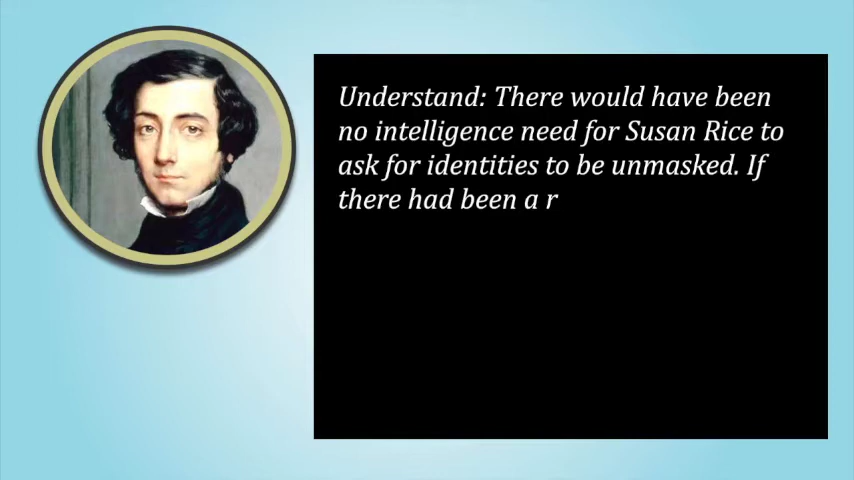 Understand: There would have been
no intelligence need for Susan Rice to
ask for identities to be unmasked. If
there had been a r